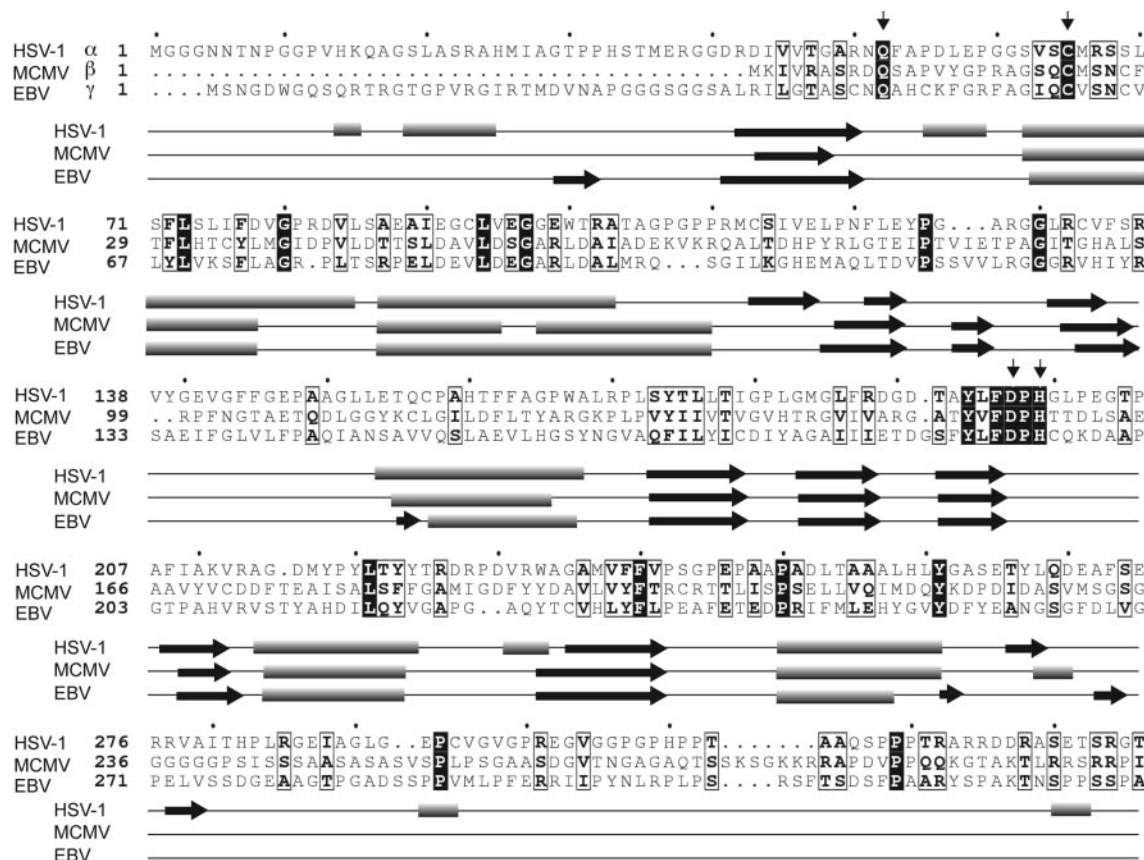 HSV-1 α 1 MGGGNNTNPGGPVHKQAGSLASRAHMIAGTPPHSTMERGGDRDIVVTGARNQFAPDLEPGGSVSCMRSSL
MCMV β 1 ..........................................MKIVRASRDQSAPVYGPRAGSQCMSNCF
EBV γ 1 ....MSNGDWGQSQRTRGTGPVRGIRTMDVNAPGGGSGGSALRILGTASCNQAHCKFGRFAGIQCVSNCV
HSV-1
MCMV
EBV
HSV-1 71 SFLSLIFDVGPRDVLSAEAIEGCLVEGGEWTRATAGPGPPRMCSIVELPNFLEYPG...ARGGLRCVFSR
MCMV 29 TFLHTCYLMGIDPVLDTTSLDAVLDSGARLDAIADEKVKRQALTDHPYRLGTEIPTVIETPAGITGHALS
EBV 67 LYLVKSFLAGR.PLTSRPELDEVLDEGARLDALMRQ...SGILKGHEMAQLTDVPSSVVLRGGGRVHIYR
HSV-1
MCMV
EBV
HSV-1 138 VYGEVGFFGEPAAGLLETQCPAHTFFAGPWALRPLSYTLLTIGPLGMGLFRDGD.TAYLFDPHGLPEGTP
MCMV 99 ..RPFNGTAETQDLGGYKCLGILDFLTYARGKPLPVYIIVTVGVHTRGVIVARG.ATYVFDPHTTDLSAP
EBV 133 SAEIFGLVLFPAQIANSAVVQSLAEVLHGSYNGVAQFILYICDIYAGAIIIETDGSFYLFDPHCQKDAAP
HSV-1
MCMV
EBV
HSV-1 207 AFIAKVRAG.DMYPYLTYYTRDRPDVRWAGAMVFFVPSGPEPAAPADLTAAALHLYGASETYLQDEAFSE
MCMV 166 AAVYVCDDFTEAISALSFFGAMIGDFYYDAVLVYFTRCRTTLISPSELLVQIMDQYKDPDIDASVMSGSG
EBV 203 GTPAHVRVSTYAHDILQYVGAPG..AQYTCVHLYFLPEAFETEDPRIFMLEHYGVYDFYEANGSGFDLVG
HSV-1
MCMV
EBV
HSV-1 276 RRVAITHPLRGEIAGLG..EPCVGVGPREGVGGPGPHPPT.......AAQSPPPTRARRDDRASETSRGT
MCMV 236 GGGGGPSISSSAASASASVSPLPSGAASDGVTNGAGAQTSSKSGKKRRAPDVPPQQKGTAKTLRRSRRPI
EBV 271 PELVSSDGEAAGTPGADSSPPVMLPFERRIIPYNLRPLPS....RSFTSDSFPAARYSPAKTNSPPSSPA
HSV-1
MCMV
EBV